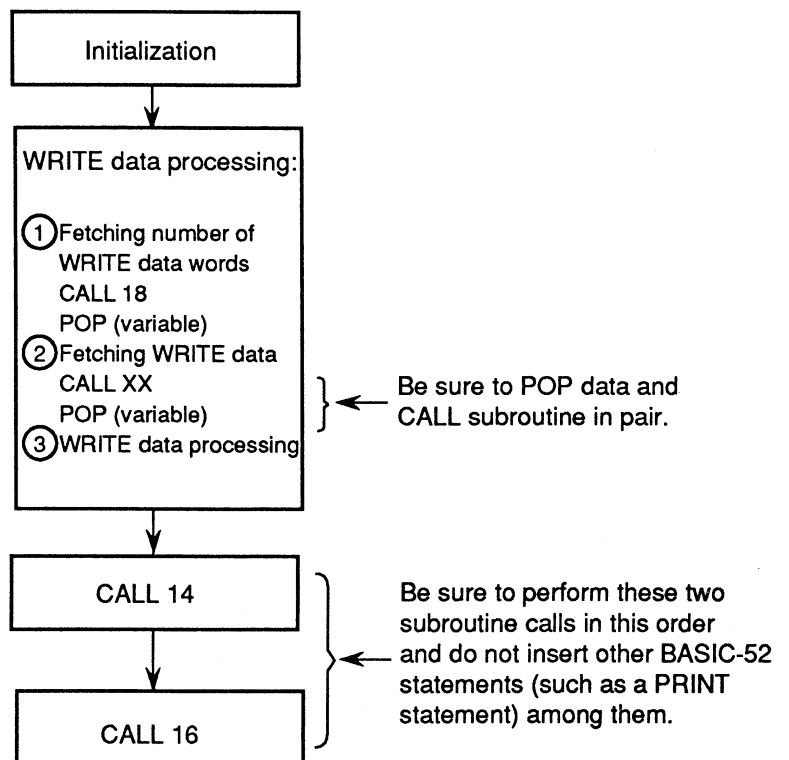 Initialization
WRITE data processing:
1 Fetching number of
WRITE data words
CALL 18
POP (variable)
2 Fetching WRITE data
CALL XX
POP (variable)
3 WRITE data processing
Be sure to POP data and
CALL subroutine in pair.
CALL 14
CALL 16
Be sure to perform these two
subroutine calls in this order
and do not insert other BASIC-52
statements (such as a PRINT
statement) among them.